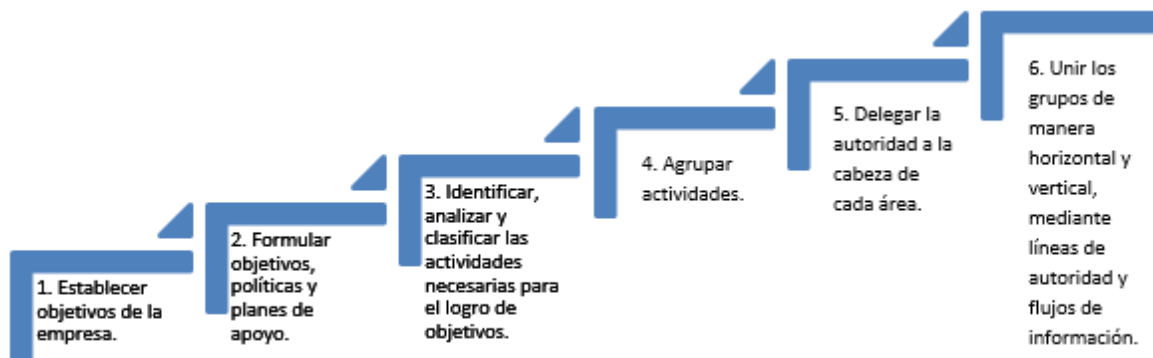 1. Establecer
objetivos de la
empresa.
2. Formular
objetivos,
políticas y
planes de
apoyo.
3. Identificar,
analizar y
clasificar las
actividades
necesarias para
el logro de
objetivos.
4. Agrupar
actividades.
5. Delegar la
autoridad a la
cabeza de
cada área.
6. Unir los
grupos de
manera
horizontal y
vertical,
mediante
líneas de
autoridad y
flujos de
información.